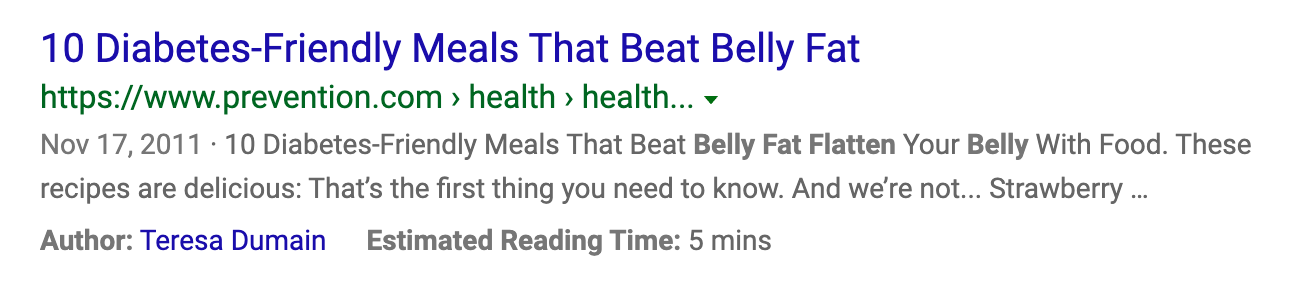 10 Diabetes-Friendly Meals That Beat Belly Fat
https://www.prevention.com › health › health...
Nov 17, 2011 · 10 Diabetes-Friendly Meals That Beat Belly Fat Flatten Your Belly With Food. These
recipes are delicious: That’s the first thing you need to know. And we’re not... Strawberry ...
Author: Teresa Dumain Estimated Reading Time: 5 mins